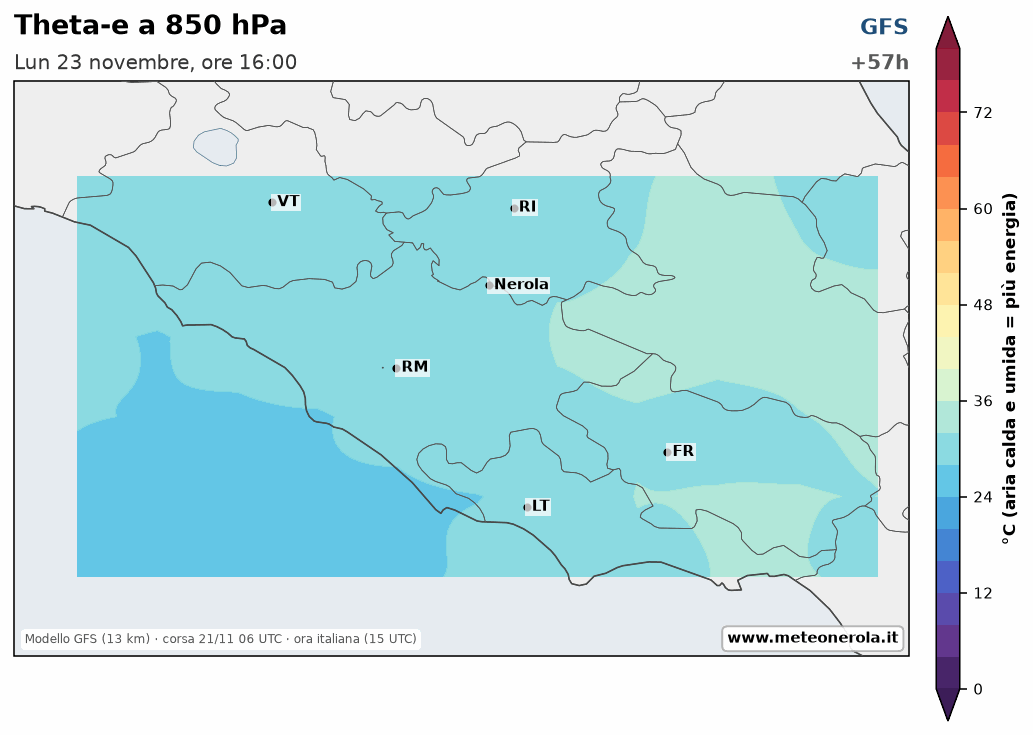 Theta-e a 850 hPa
GFS
Lun 23 novembre, ore 16:00
+57h
VT
RI
Nerola
RM
FR
LT
72
60
48
36
24
12
0
°C (aria calda e umida = più energia)
Modello GFS (13 km) · corsa 21/11 06 UTC · ora italiana (15 UTC)
www.meteonerola.it